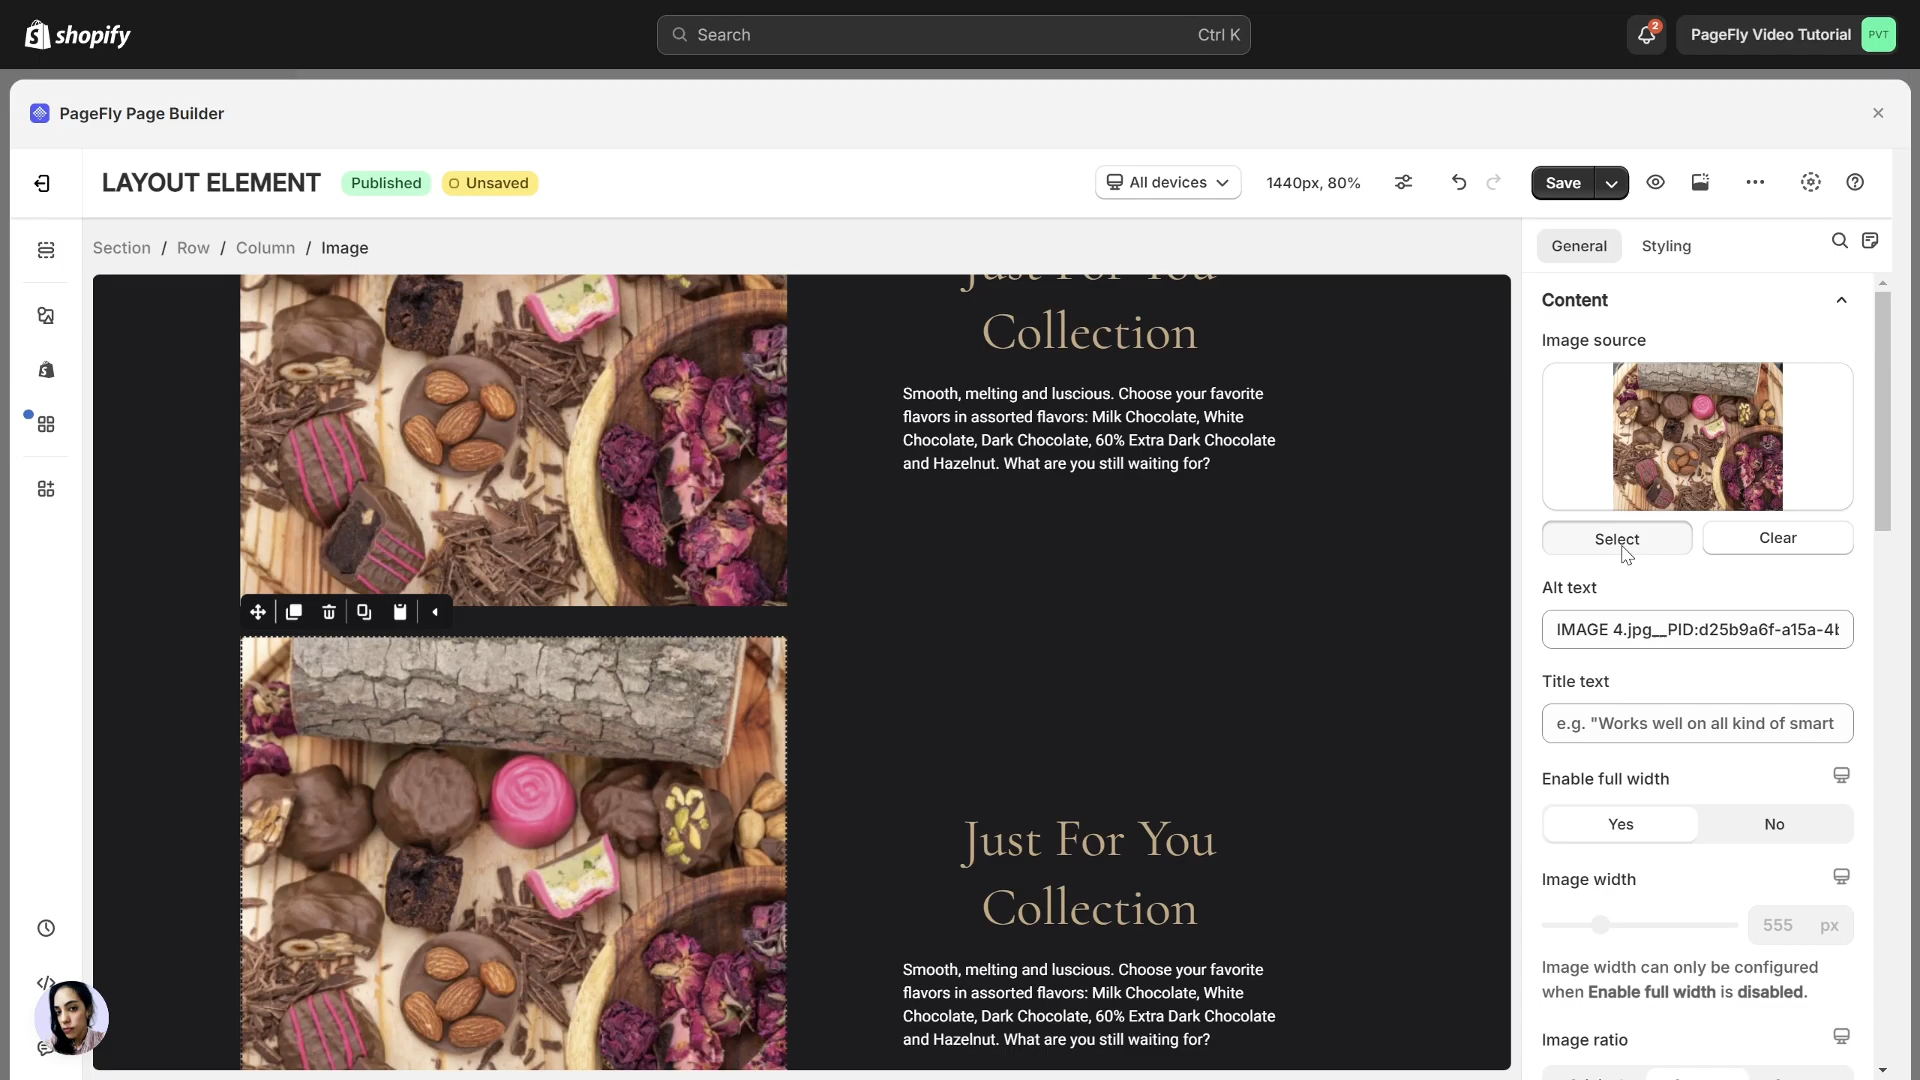 shopify
Search
Ctrl K
2
PageFly Video Tutorial
PVT
PageFly Page Builder
LAYOUT ELEMENT
Published
Unsaved
All devices
1440px, 80%
Save
Section / Row / Column / Image
General
Styling
Just For You
Collection
Smooth, melting and luscious. Choose your favorite
flavors in assorted flavors: Milk Chocolate, White
Chocolate, Dark Chocolate, 60% Extra Dark Chocolate
and Hazelnut. What are you still waiting for?
Just For You
Collection
Smooth, melting and luscious. Choose your favorite
flavors in assorted flavors: Milk Chocolate, White
Chocolate, Dark Chocolate, 60% Extra Dark Chocolate
and Hazelnut. What are you still waiting for?
Content
Image source
Select
Clear
Alt text
IMAGE 4.jpg__PID:d25b9a6f-a15a-4b
Title text
e.g. "Works well on all kind of smart
Enable full width
Yes
No
Image width
555 px
Image width can only be configured
when Enable full width is disabled.
Image ratio